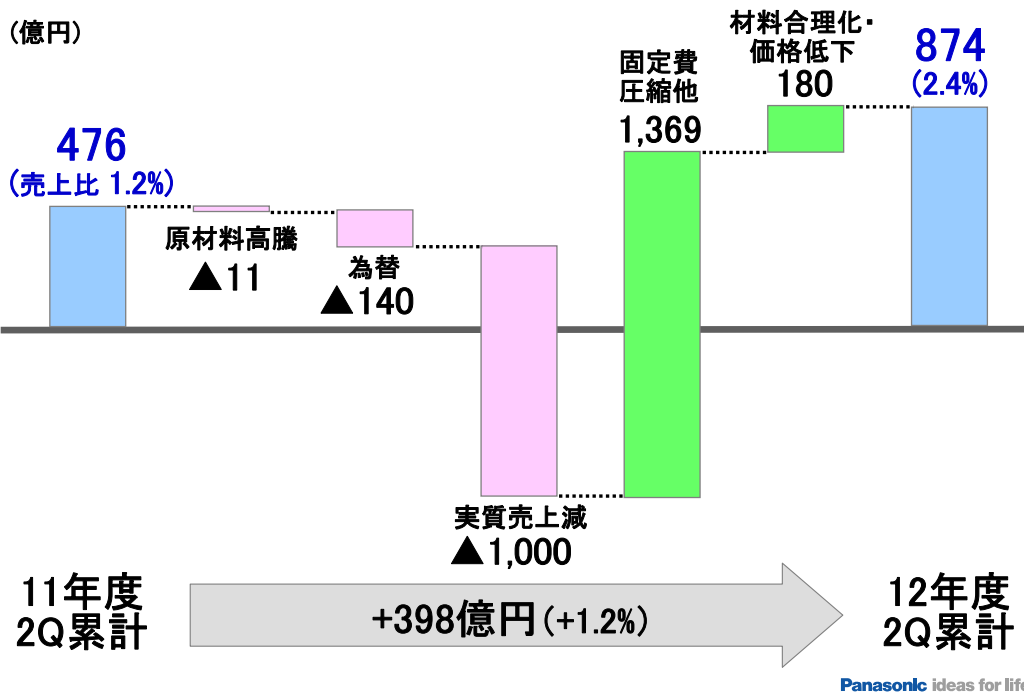 (億円)
476
(売上比 1.2%)
原材料高騰
▲11
為替
▲140
実質売上減
▲1,000
固定費
圧縮他
1,369
材料合理化・
価格低下
180
874
(2.4%)
11年度
2Q累計
+398億円(+1.2%)
12年度
2Q累計
Panasonic ideas for life